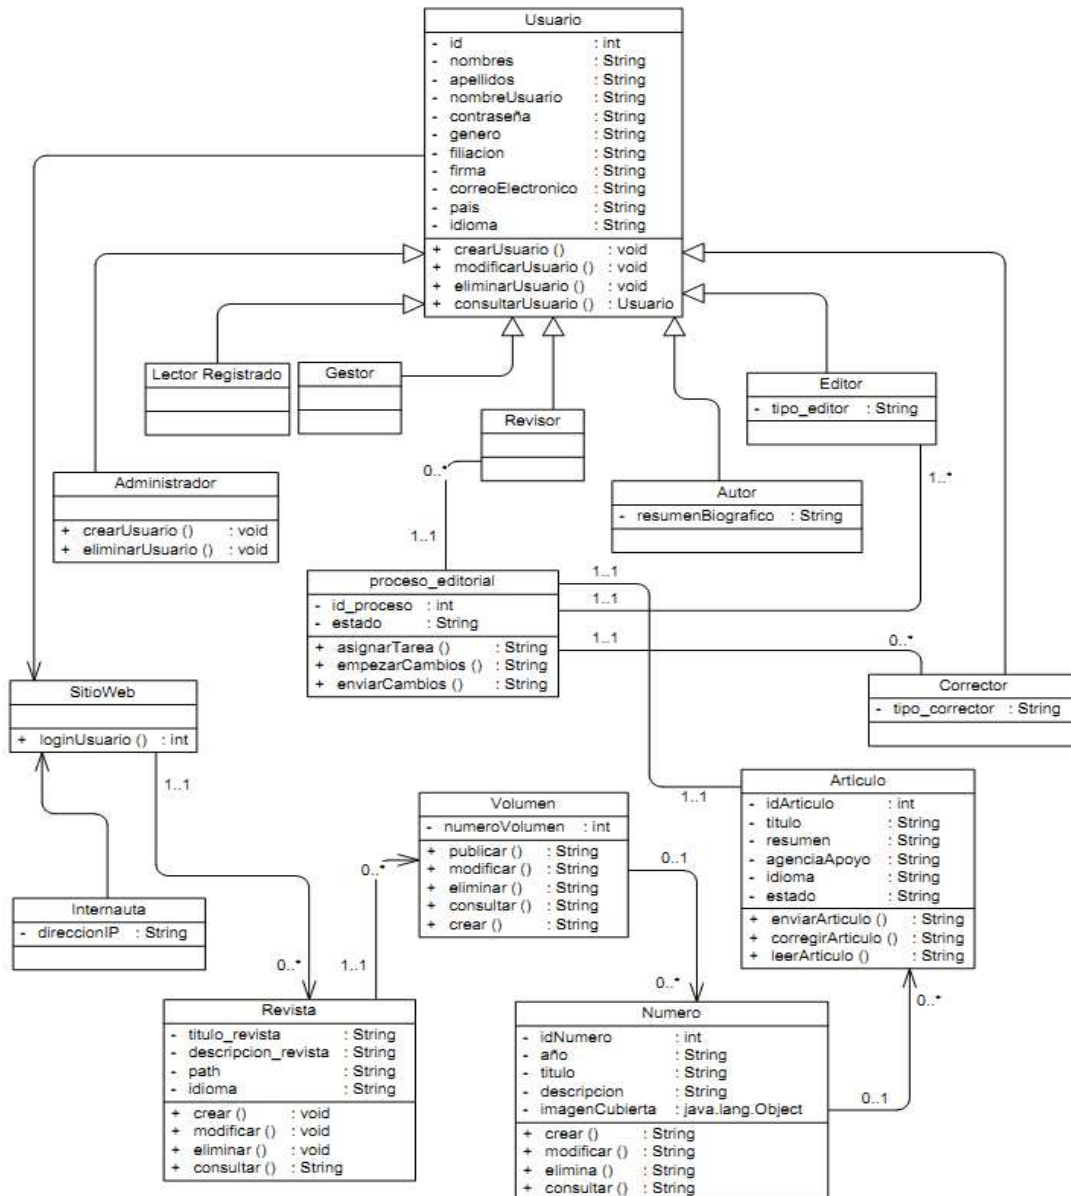 Usuario
- id : int
- nombres : String
- apellidos : String
- nombreUsuario : String
- contraseña : String
- genero : String
- filiacion : String
- firma : String
- correoElectronico : String
- pais : String
- idioma : String
+ crearUsuario () : void
+ modificarUsuario () : void
+ eliminarUsuario () : void
+ consultarUsuario () : Usuario
Lector Registrado
Gestor
Revisor
Editor
- tipo_editor : String
Administrador
+ crearUsuario () : void
+ eliminarUsuario () : void
Autor
- resumenBiografico : String
0..*
1..*
1..1
proceso_editorial
- id_proceso : int
- estado : String
+ asignarTarea () : String
+ empezarCambios () : String
+ enviarCambios () : String
1..1
1..1
1..1
0..*
Corrector
- tipo_corrector : String
SitioWeb
+ loginUsuario () : int
1..1
Volumen
- numeroVolumen : int
+ publicar () : String
+ modificar () : String
+ eliminar () : String
+ consultar () : String
+ crear () : String
0..*
0..1
1..1
Articulo
- idArticulo : int
- titulo : String
- resumen : String
- agenciaApoyo : String
- idioma : String
- estado : String
+ enviarArticulo () : String
+ corregirArticulo () : String
+ leerArticulo () : String
Internauta
- direccionIP : String
0..*
1..1
0..*
0..*
Revista
- titulo_revista : String
- descripcion_revista : String
- path : String
- idioma : String
+ crear () : void
+ modificar () : void
+ eliminar () : void
+ consultar () : String
Numero
- idNumero : int
- año : String
- titulo : String
- descripcion : String
- imagenCubierta : java.lang.Object
+ crear () : String
+ modificar () : String
+ elimina () : String
+ consultar () : String
0..1